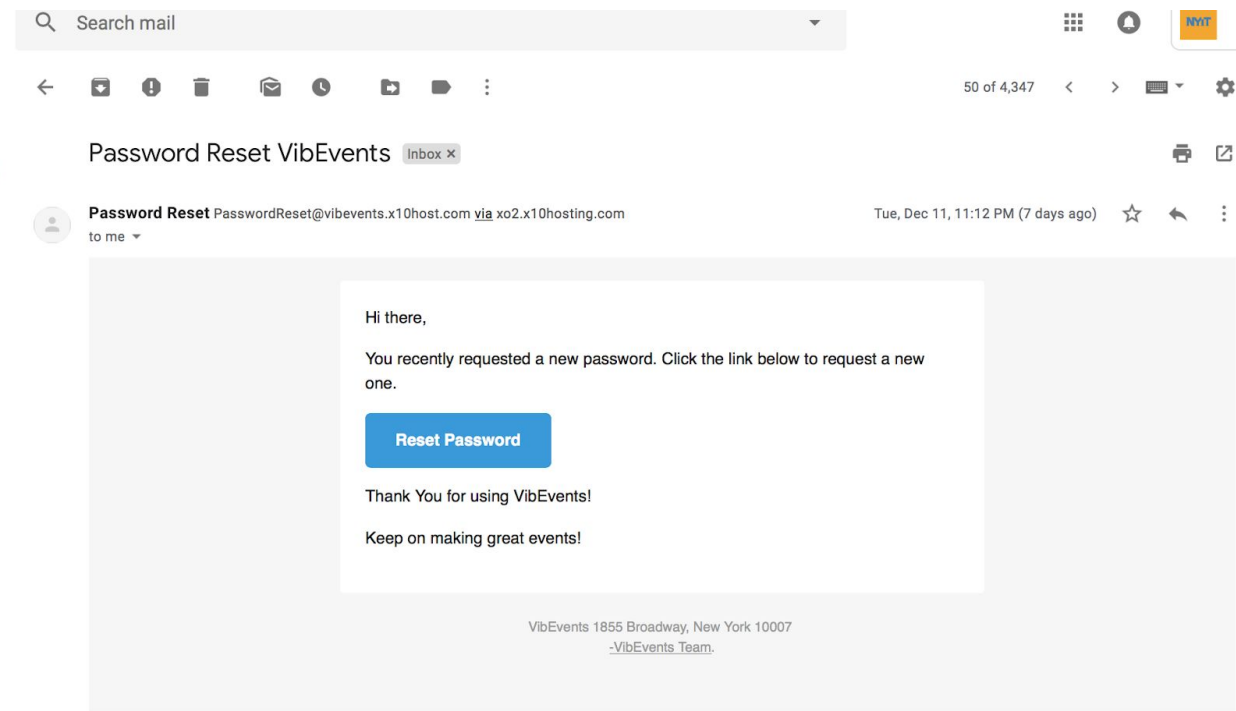 Search mail
NYIT
50 of 4,347
Password Reset VibEvents Inbox ×
Password Reset PasswordReset@vibevents.x10host.com via xo2.x10hosting.com
Tue, Dec 11, 11:12 PM (7 days ago)
to me
Hi there,
You recently requested a new password. Click the link below to request a new
one.
Reset Password
Thank You for using VibEvents!
Keep on making great events!
VibEvents 1855 Broadway, New York 10007
-VibEvents Team.